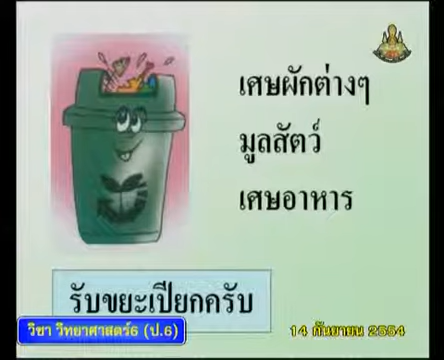 เศษผักต่างๆ
มูลสัตว์
เศษอาหาร
รับขยะเปียกครับ
วิชา วิทยาศาสตร์6 (ป.6)
14 กันยายน 2554